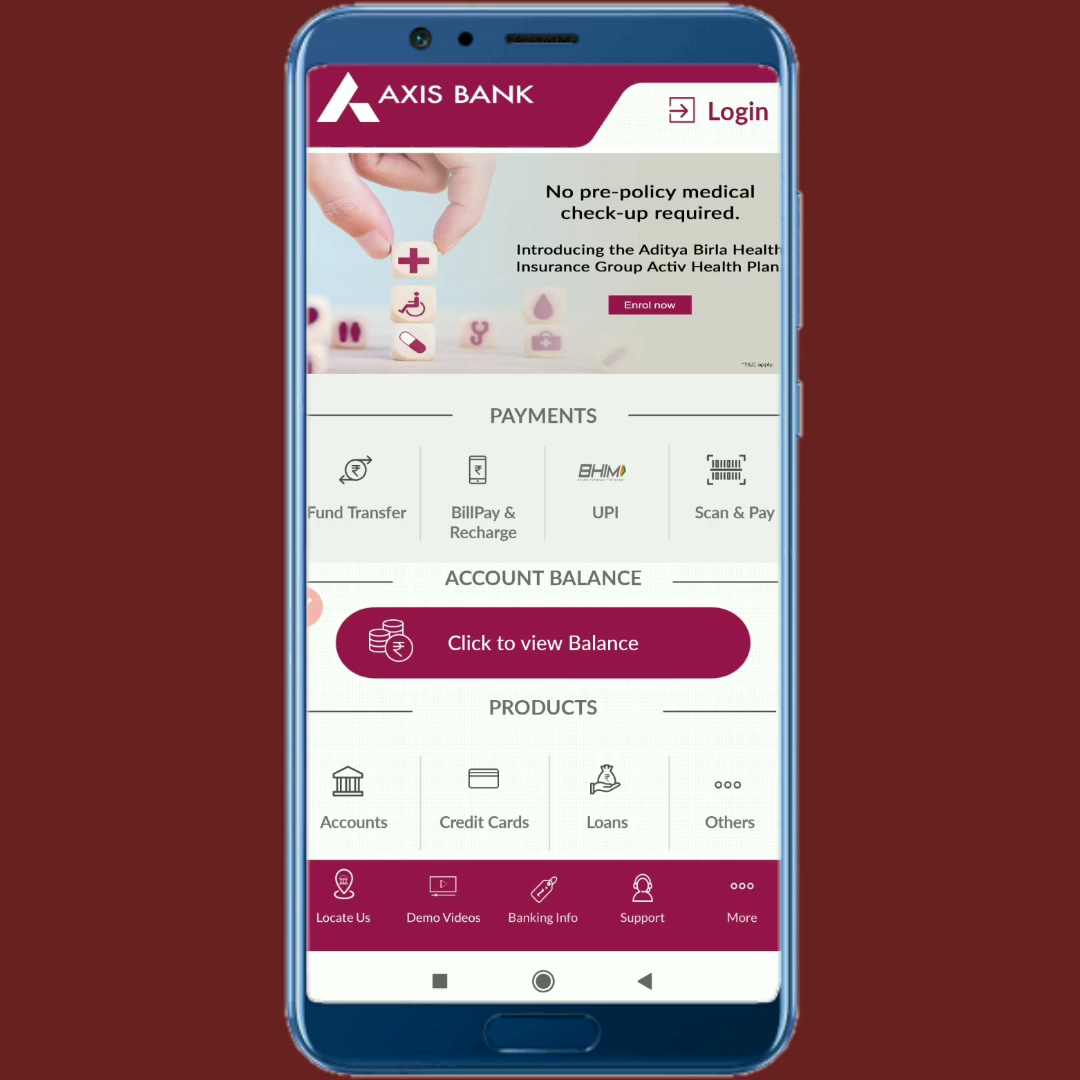 AXIS BANK
Login
No pre-policy medical
check-up required.
Introducing the Aditya Birla Health
Insurance Group Activ Health Plan.
Enrol now
*T&C apply.
PAYMENTS
Fund Transfer
BillPay &
Recharge
BHIM
UPI
Scan & Pay
ACCOUNT BALANCE
Click to view Balance
PRODUCTS
Accounts
Credit Cards
Loans
Others
Locate Us
Demo Videos
Banking Info
Support
More